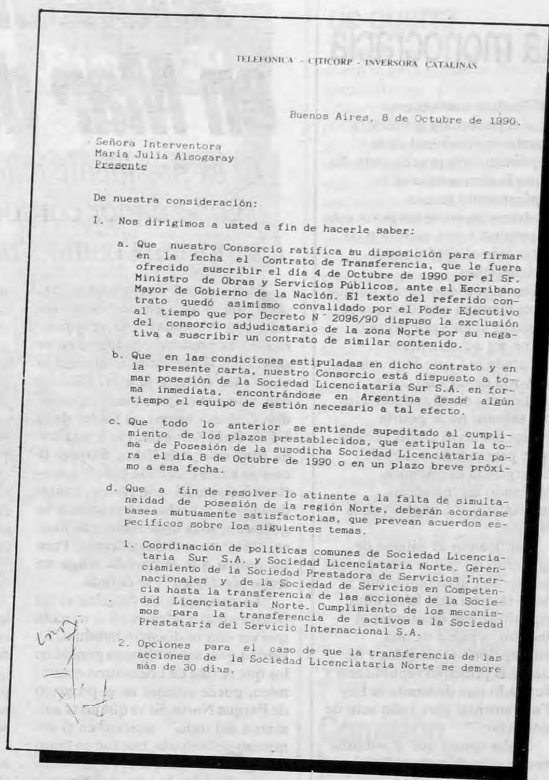 La monocracia
TELEFONICA - CITICORP - INVERSORA CATALINAS
Buenos Aires, 8 de Octubre de 1990.
Señora Interventora
María Julia Alsogaray
Presente
De nuestra consideración:
I. Nos dirigimos a usted a fin de hacerle saber:
a. Que nuestro Consorcio ratifica su disposición para firmar
en la fecha el Contrato de Transferencia, que le fuera
ofrecido suscribir el día 4 de Octubre de 1990 por el Sr.
Ministro de Obras y Servicios Públicos, ante el Escribano
Mayor de Gobierno de la Nación. El texto del referido con-
trato quedó asimismo convalidado por el Poder Ejecutivo
al tiempo que por Decreto N° 2096/90 dispuso la exclusión
del consorcio adjudicatario de la zona Norte por su nega-
tiva a suscribir un contrato de similar contenido.
b. Que en las condiciones estipuladas en dicho contrato y en
la presente carta, nuestro Consorcio está dispuesto a to-
mar posesión de la Sociedad Licenciataria Sur S.A. en for-
ma inmediata, encontrándose en Argentina desde algún
tiempo el equipo de gestión necesario a tal efecto.
c. Que todo lo anterior se entiende supeditado al cumpli-
miento de los plazos prestablecidos, que estipulan la to-
ma de Posesión de la susodicha Sociedad Licenciataria pa-
ra el día 8 de Octubre de 1990 o en un plazo breve próxi-
mo a esa fecha.
d. Que a fin de resolver lo atinente a la falta de simulta-
neidad de posesión de la región Norte, deberán acordarse
bases mutuamente satisfactorias, que prevean acuerdos es-
pecíficos sobre los siguientes temas.
1. Coordinación de políticas comunes de Sociedad Licencia-
taria Sur S.A. y Sociedad Licenciataria Norte. Geren-
ciamiento de la Sociedad Prestadora de Servicios Inter-
nacionales y de la Sociedad de Servicios en Competen-
cia hasta la transferencia de las acciones de la Socie-
dad Licenciataria Norte. Cumplimiento de los mecanis-
mos para la transferencia de activos a la Sociedad
Prestataria del Servicio Internacional S.A.
2. Opciones para el caso de que la transferencia de las
acciones de la Sociedad Licenciataria Norte se demore
más de 30 días.